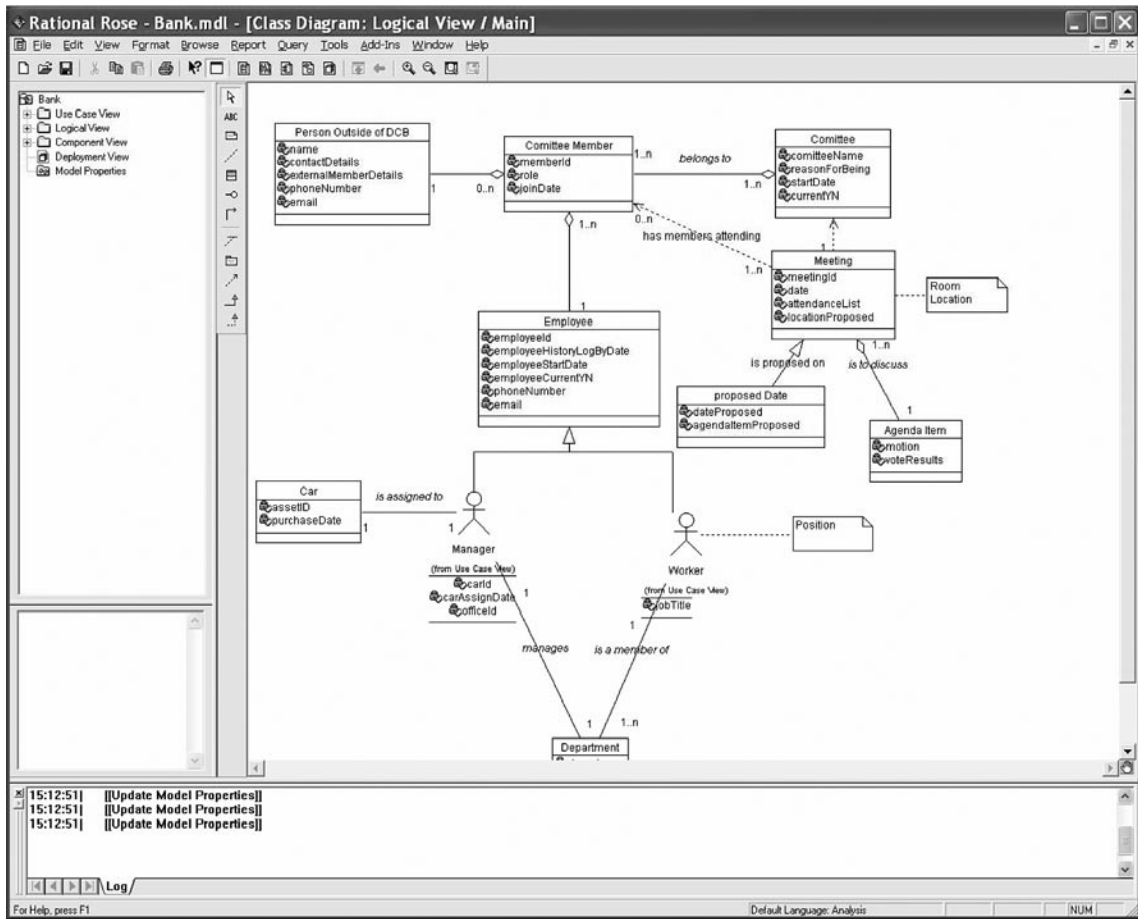 Rational Rose - Bank.mdl - [Class Diagram: Logical View / Main]
File Edit View Format Browse Report Query Tools Add-Ins Window Help
Bank
Use Case View
Logical View
Component View
Deployment View
Model Properties
ABC
Person Outside of DCB
name
contactDetails
externalMemberDetails
phoneNumber
email
1
0..n
Comittee Member
memberId
role
joinDate
1..n
belongs to
1..n
Comittee
comitteeName
reasonForBeing
startDate
currentYN
0..n
has members attending
1..n
1
Meeting
meetingId
date
attendanceList
locationProposed
Room
Location
1..n
1
Employee
employeeId
employeeHistoryLogByDate
employeeStartDate
employeeCurrentYN
phoneNumber
email
is proposed on
1..n
is to discuss
proposed Date
dateProposed
agendaItemProposed
1
Agenda Item
motion
voteResults
Car
assetID
purchaseDate
is assigned to
1
1
Manager
(from Use Case View)
carId
carAssignDate
officeId
Position
Worker
(from Use Case View)
jobTitle
1
1
manages
is a member of
1
1..n
Department
15:12:51| [[Update Model Properties]]
15:12:51| [[Update Model Properties]]
15:12:51| [[Update Model Properties]]
Log
For Help, press F1
Default Language: Analysis
NUM